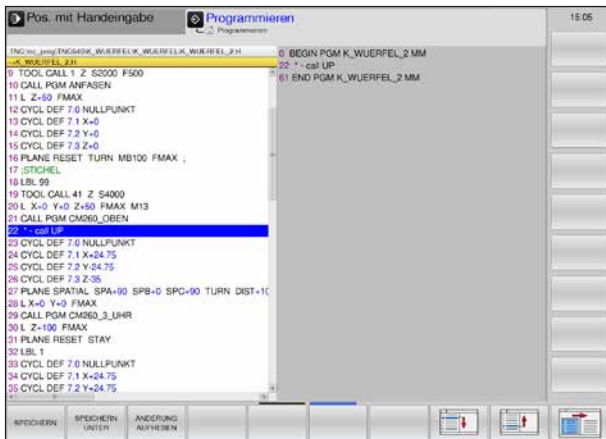 Pos. mit Handeingabe
Programmieren
Programmieren
15:05
TNC:\nc_prog\TNC640\K_WUERFEL\K_WUERFEL\K_WUERFEL_2.H
→K_WUERFEL_2.H
9 TOOL CALL 1 Z S2000 F500
10 CALL PGM ANFASEN
11 L Z+50 FMAX
12 CYCL DEF 7.0 NULLPUNKT
13 CYCL DEF 7.1 X+0
14 CYCL DEF 7.2 Y+0
15 CYCL DEF 7.3 Z+0
16 PLANE RESET TURN MB100 FMAX ;
17 ;STICHEL
18 LBL 99
19 TOOL CALL 41 Z S4000
20 L X+0 Y+0 Z+50 FMAX M13
21 CALL PGM CM260_OBEN
22 * - call UP
23 CYCL DEF 7.0 NULLPUNKT
24 CYCL DEF 7.1 X+24.75
25 CYCL DEF 7.2 Y-24.75
26 CYCL DEF 7.3 Z-35
27 PLANE SPATIAL SPA+90 SPB+0 SPC+90 TURN DIST+10
28 L X+0 Y+0 FMAX
29 CALL PGM CM260_3_UHR
30 L Z+100 FMAX
31 PLANE RESET STAY
32 LBL 1
33 CYCL DEF 7.0 NULLPUNKT
34 CYCL DEF 7.1 X+24.75
35 CYCL DEF 7.2 Y+24.75
0 BEGIN PGM K_WUERFEL_2 MM
22 * - call UP
61 END PGM K_WUERFEL_2 MM
SPEICHERN
SPEICHERN UNTER
ÄNDERUNG AUFHEBEN